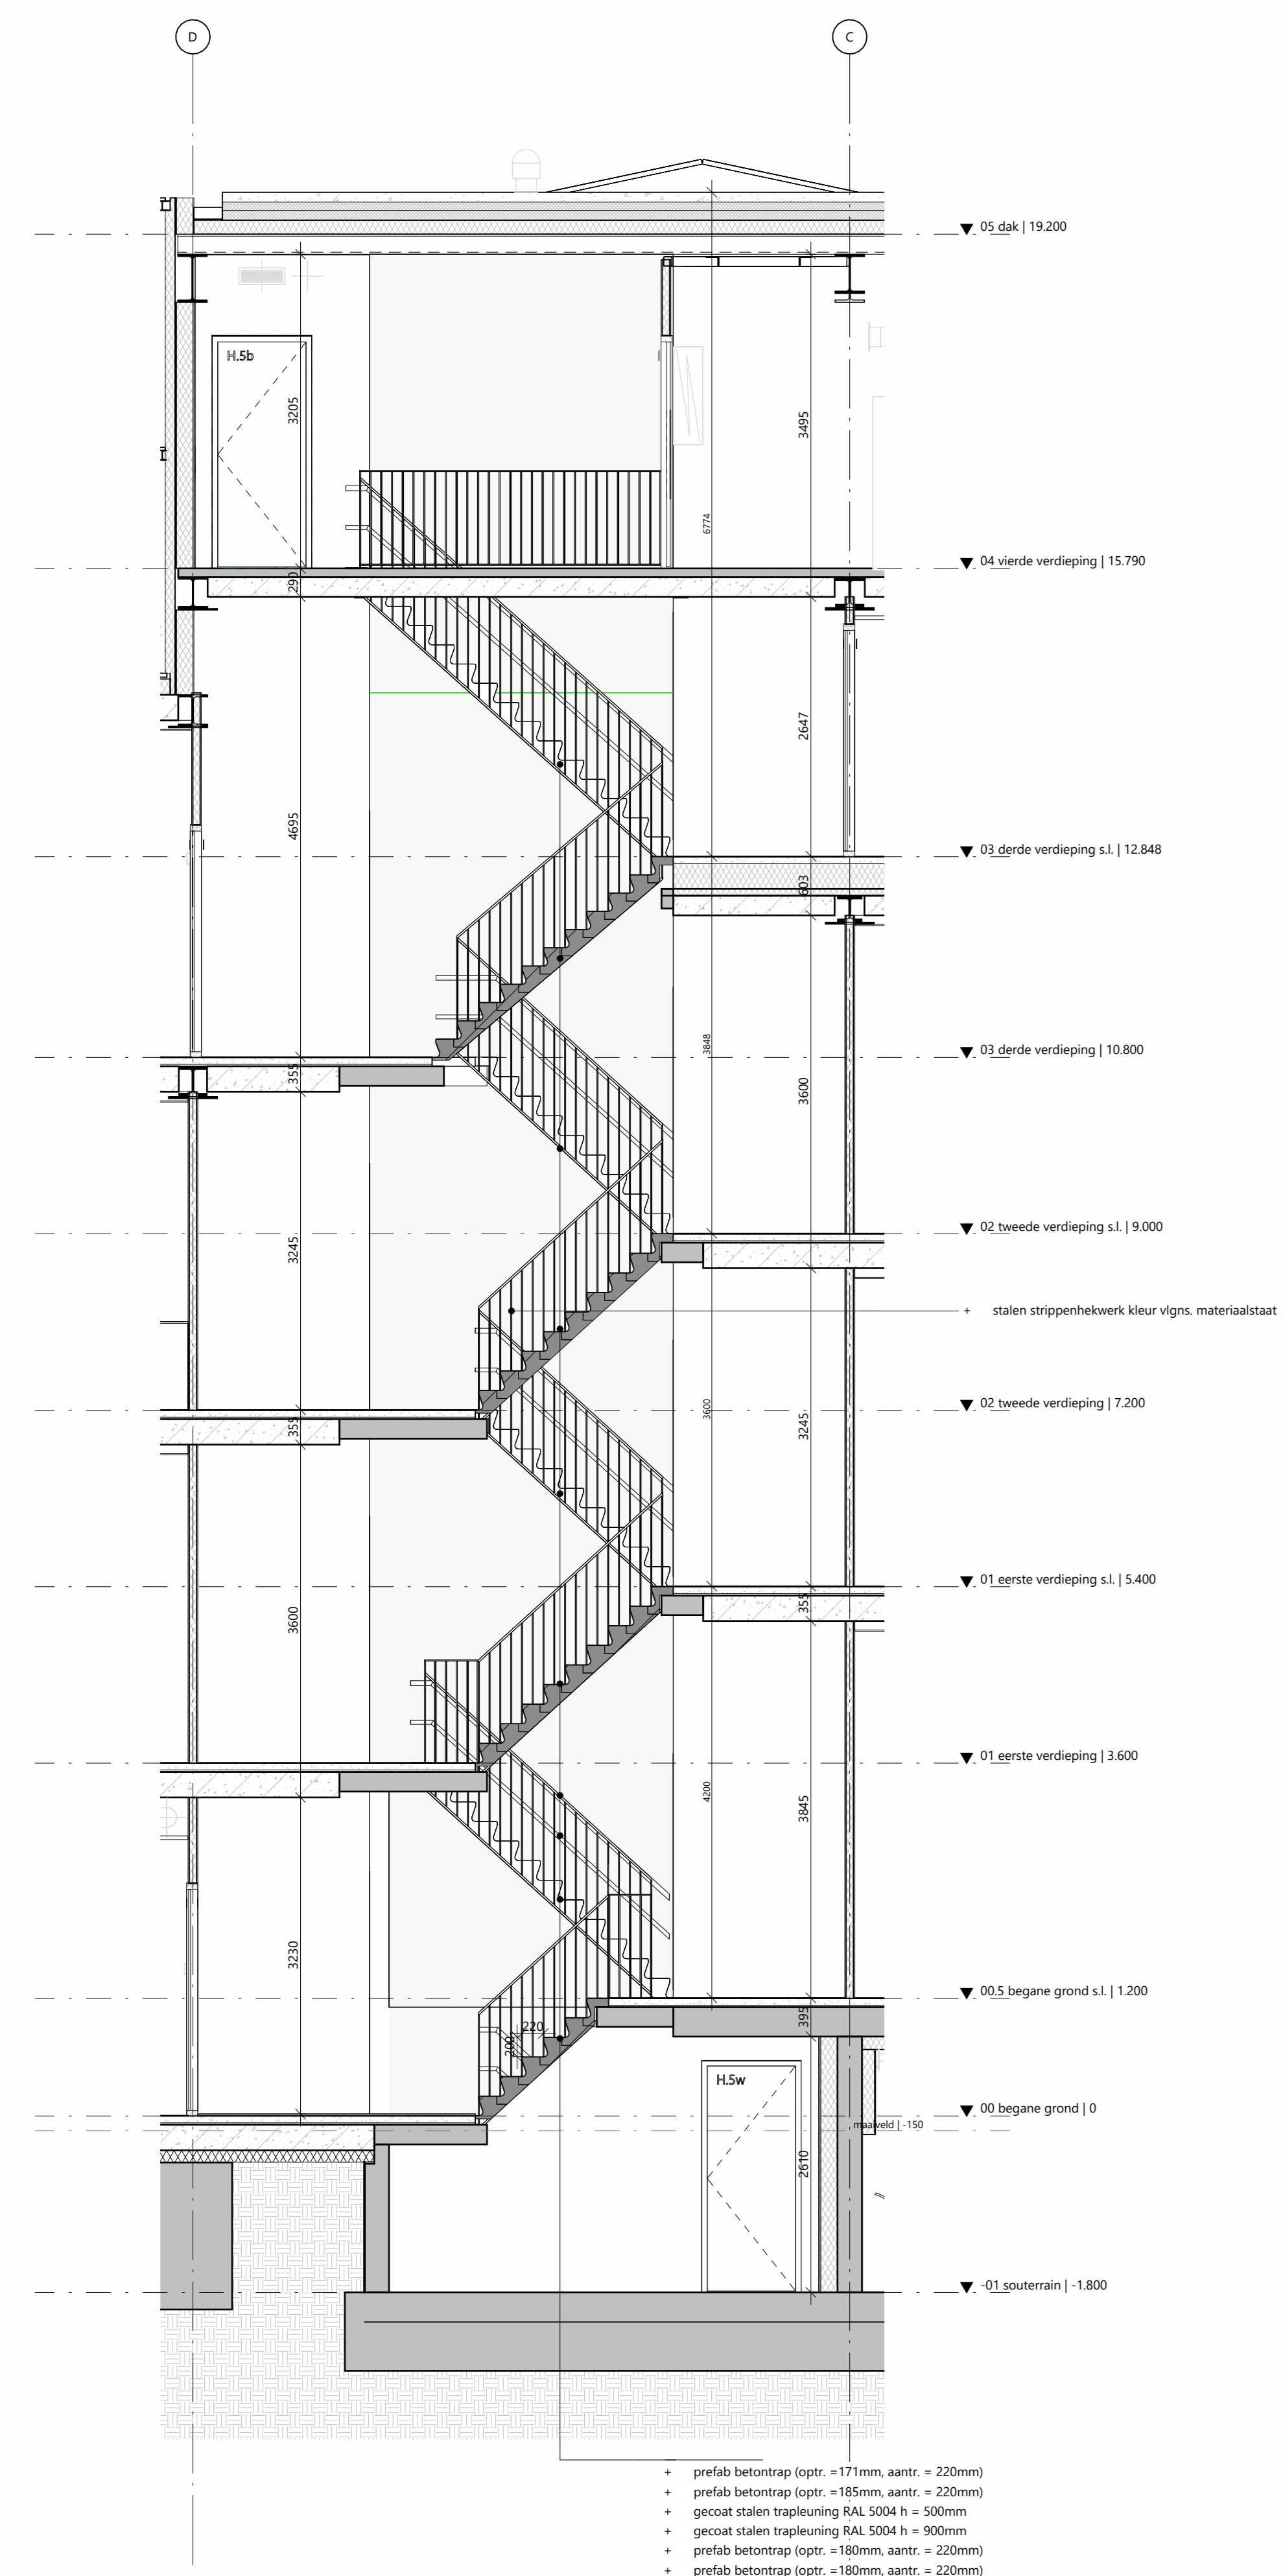 D
C
05 dak | 19.200
H.5b
3205
3495
6774
04 vierde verdieping | 15.790
290
2647
4695
03 derde verdieping s.l. | 12.848
603
03 derde verdieping | 10.800
3848
355
3600
02 tweede verdieping s.l. | 9.000
3245
+ stalen strippenhekwerk kleur vlgns. materiaalstaat
02 tweede verdieping | 7.200
3600
355
3245
01 eerste verdieping s.l. | 5.400
355
3600
01 eerste verdieping | 3.600
4200
3845
3230
00.5 begane grond s.l. | 1.200
395
220
200
H.5w
00 begane grond | 0
maaiveld | -150
2610
-01 souterrain | -1.800
+ prefab betontrap (optr. =171mm, aantr. = 220mm)
+ prefab betontrap (optr. =185mm, aantr. = 220mm)
+ gecoat stalen trapleuning RAL 5004 h = 500mm
+ gecoat stalen trapleuning RAL 5004 h = 900mm
+ prefab betontrap (optr. =180mm, aantr. = 220mm)
+ prefab betontrap (optr. =180mm, aantr. = 220mm)